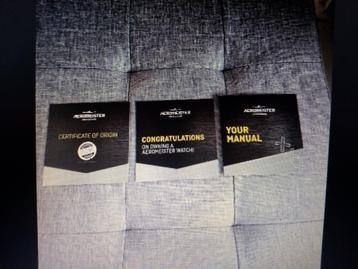 AEROMEISTER
CERTIFICATE OF ORIGIN
AEROMEISTER
CONGRATULATIONS
ON OWNING A
AEROMEISTER WATCH!
AEROMEISTER
YOUR
MANUAL